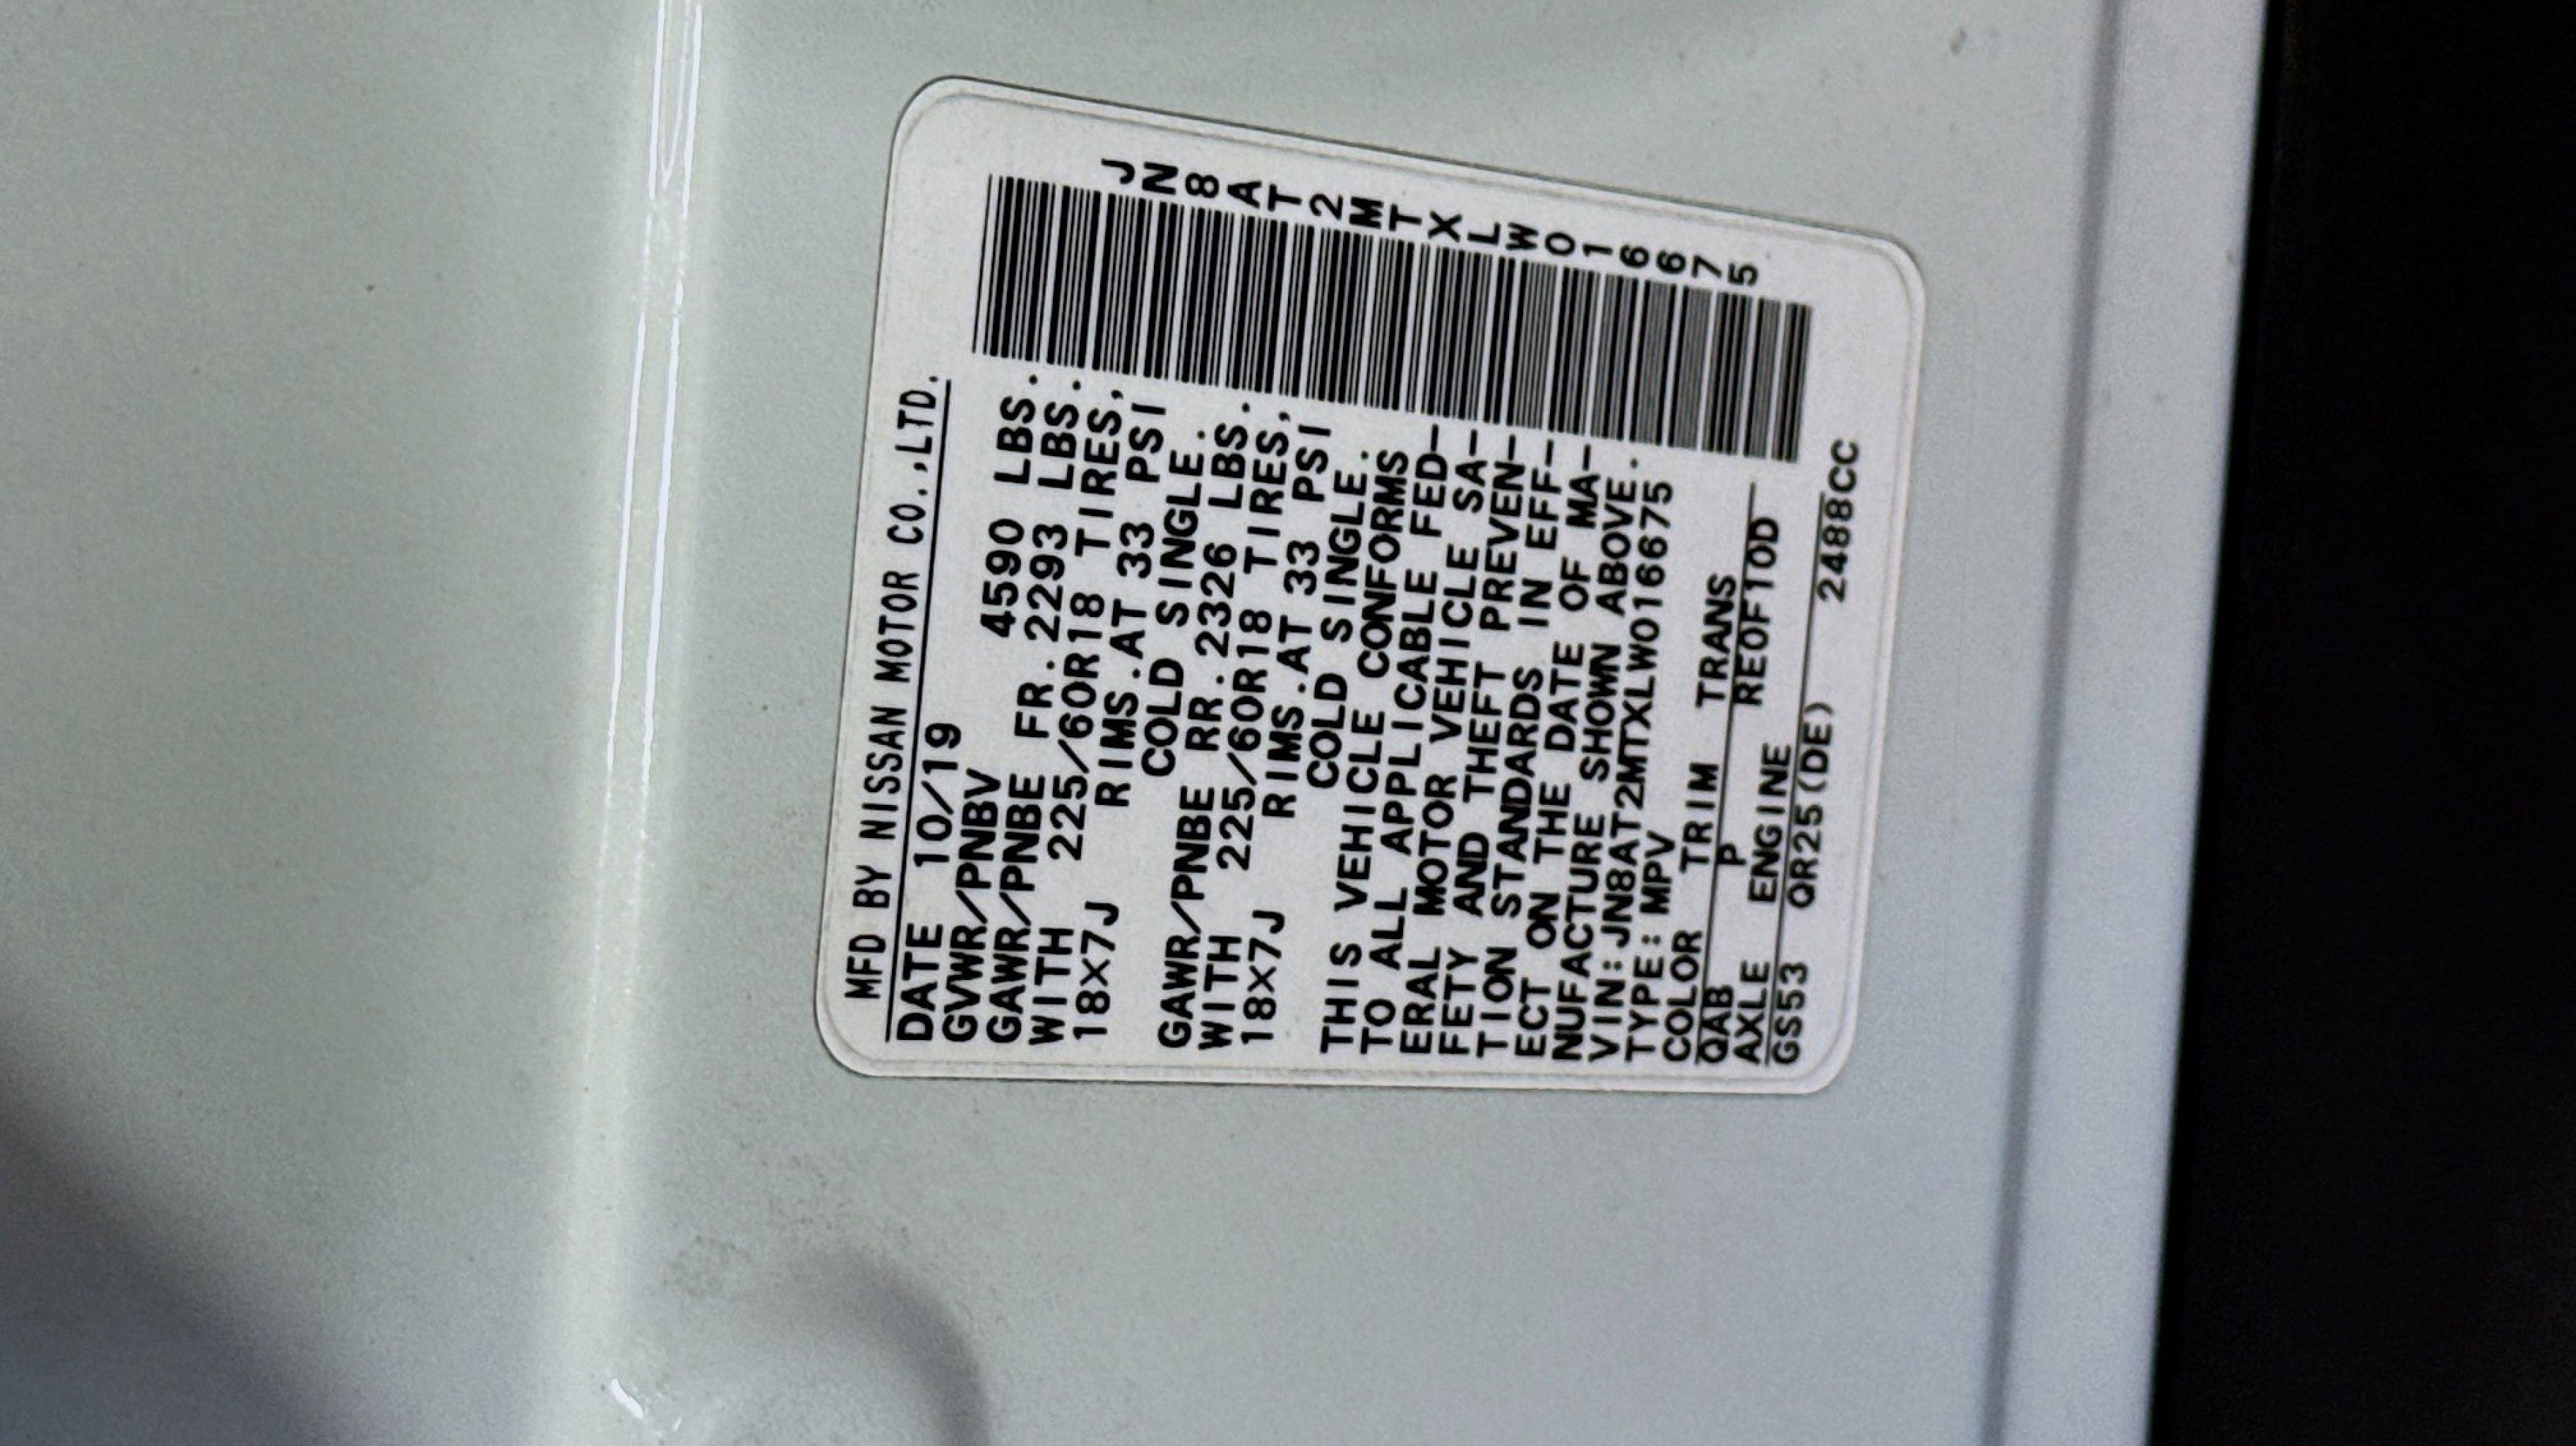 MFD BY NISSAN MOTOR CO.,LTD.
DATE 10/19
GVWR/PNBV 4590 LBS.
GAWR/PNBE FR.2293 LBS.
WITH 225/60R18 TIRES,
18×7J RIMS.AT 33 PSI
COLD SINGLE.
GAWR/PNBE RR.2326 LBS.
WITH 225/60R18 TIRES,
18×7J RIMS.AT 33 PSI
COLD SINGLE.
THIS VEHICLE CONFORMS
TO ALL APPLICABLE FED-
ERAL MOTOR VEHICLE SA-
FETY AND THEFT PREVEN-
TION STANDARDS IN EFF-
ECT ON THE DATE OF MA-
NUFACTURE SHOWN ABOVE.
VIN:JN8AT2MTXLW016675
TYPE:MPV
COLOR TRIM TRANS
QAB P RE0F10D
AXLE ENGINE
GS53 QR25(DE) 2488CC
JN8AT2MTXLW016675